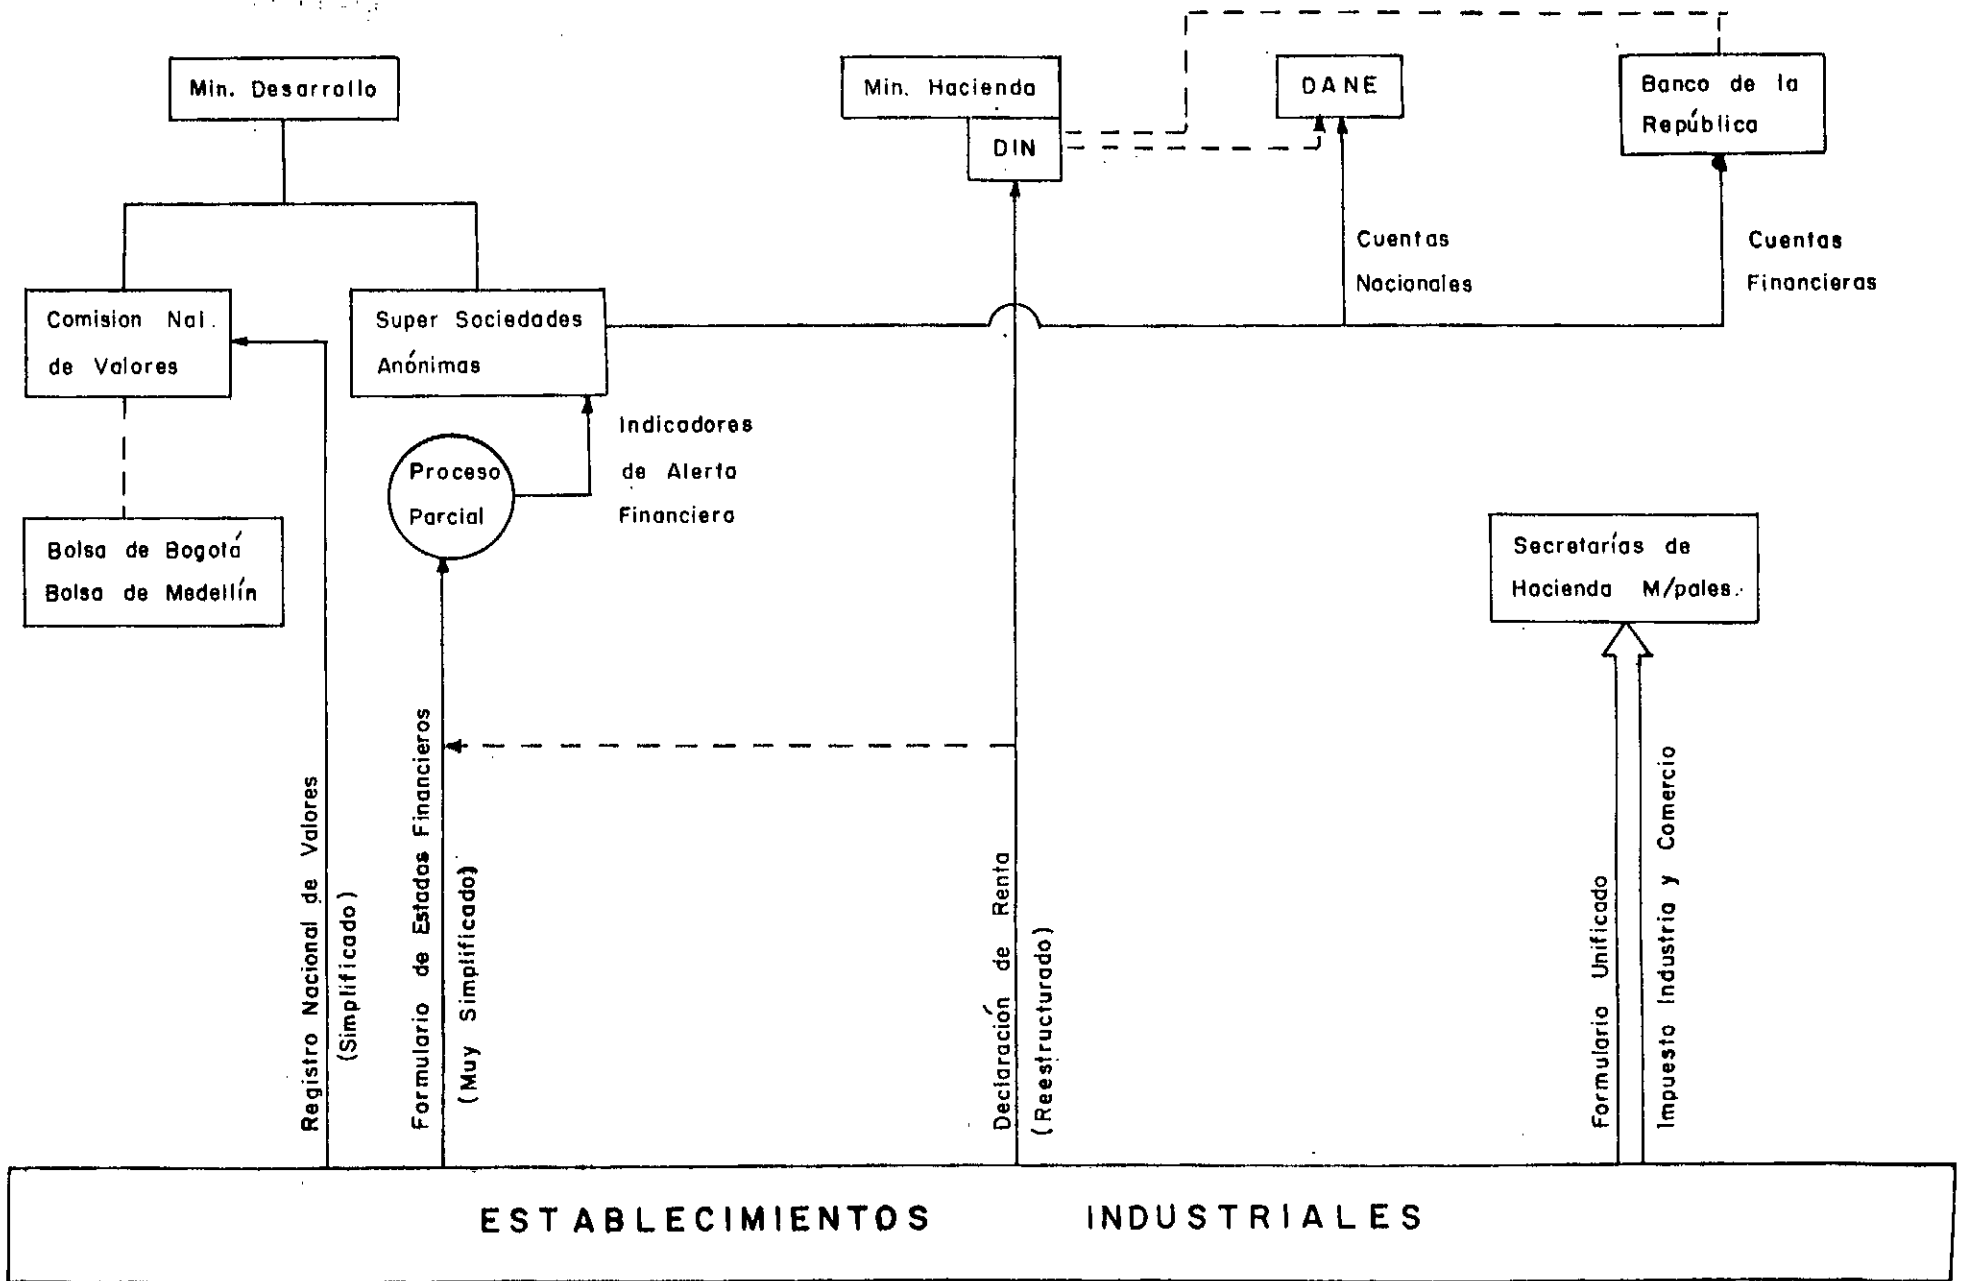 Min. Desarrollo
Min. Hacienda
DIN
DANE
Banco de la
República
Cuentas
Nacionales
Cuentas
Financieras
Comision Nal.
de Valores
Super Sociedades
Anónimas
Indicadores
de Alerta
Financiera
Proceso
Parcial
Bolsa de Bogotá
Bolsa de Medellín
Secretarías de
Hacienda M/pales.
Registro Nacional de Valores
(Simplificado)
Formulario de Estados Financieros
(Muy Simplificado)
Declaración de Renta
(Reestructurado)
Formulario Unificado
Impuesto Industria y Comercio
ESTABLECIMIENTOS INDUSTRIALES